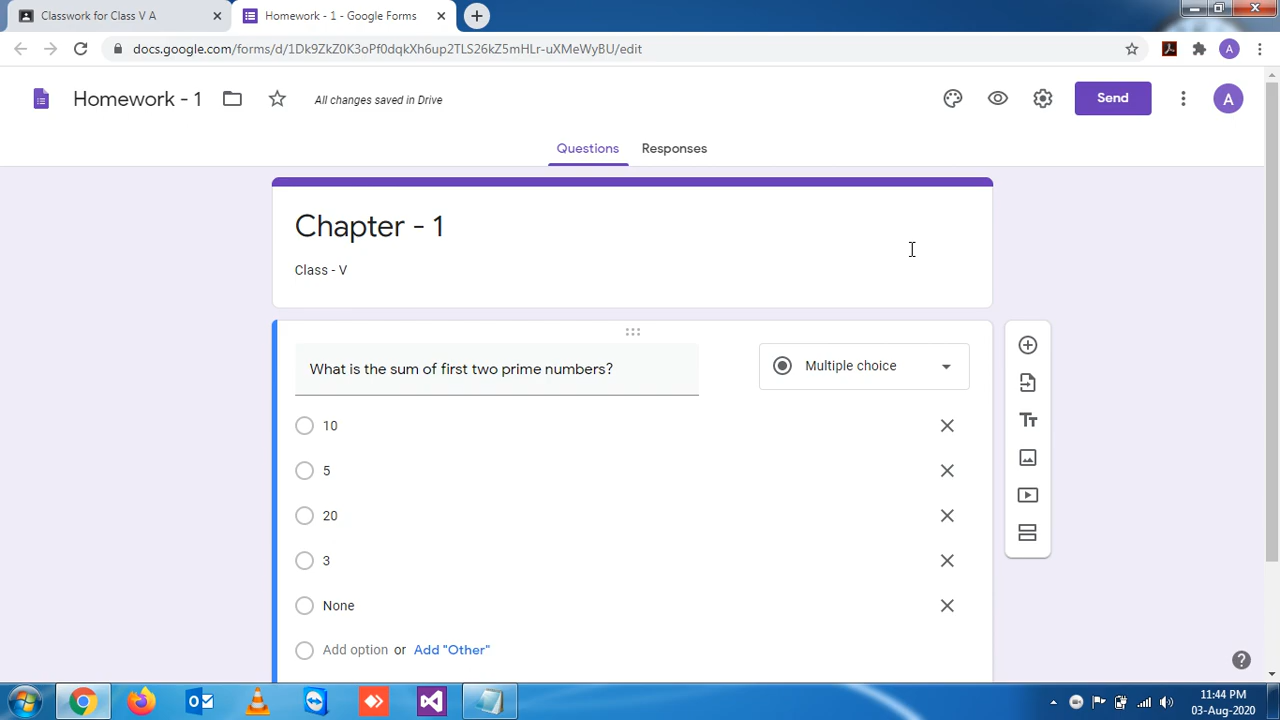 Classwork for Class V A
Homework - 1 - Google Forms
docs.google.com/forms/d/1Dk9ZkZ0K3oPf0dqkXh6up2TLS26kZ5mHLr-uXMeWyBU/edit
A
Homework - 1
All changes saved in Drive
Send
A
Questions
Responses
Chapter - 1
Class - V
What is the sum of first two prime numbers?
Multiple choice
10
5
20
3
None
Add option or Add "Other"
11:44 PM
03-Aug-2020